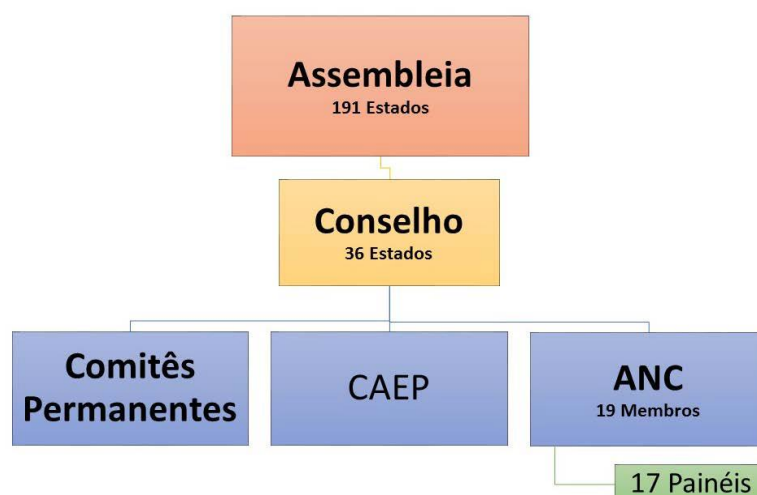 Assembleia
191 Estados
Conselho
36 Estados
Comitês
Permanentes
CAEP
ANC
19 Membros
17 Painéis